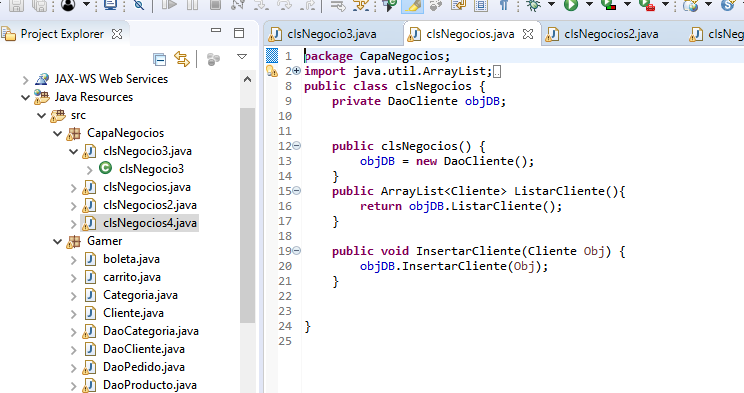 Project Explorer
JAX-WS Web Services
Java Resources
src
CapaNegocios
clsNegocio3.java
clsNegocio3
clsNegocios.java
clsNegocios2.java
clsNegocios4.java
Gamer
boleta.java
carrito.java
Categoria.java
Cliente.java
DaoCategoria.java
DaoCliente.java
DaoPedido.java
DaoProducto.java
clsNegocio3.java clsNegocios.java clsNegocios2.java clsNeg
1 package CapaNegocios;
2 import java.util.ArrayList;
8 public class clsNegocios {
9 private DaoCliente objDB;
10
11
12 public clsNegocios() {
13 objDB = new DaoCliente();
14 }
15 public ArrayList<Cliente> ListarCliente(){
16 return objDB.ListarCliente();
17 }
18
19 public void InsertarCliente(Cliente Obj) {
20 objDB.InsertarCliente(Obj);
21 }
22
23
24 }
25